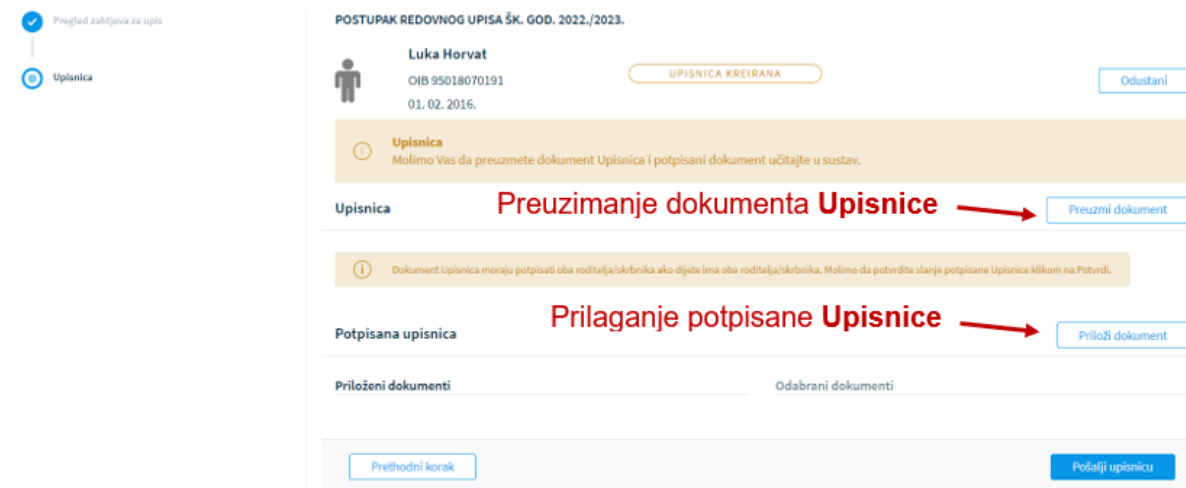 Pregled zahtjeva za upis
Upisnica
POSTUPAK REDOVNOG UPISA ŠK. GOD. 2022./2023.
Luka Horvat
OIB 95018070191
01. 02. 2016.
UPISNICA KREIRANA
Odustani
Upisnica
Molimo Vas da preuzmete dokument Upisnica i potpisani dokument učitajte u sustav.
Upisnica
Preuzimanje dokumenta Upisnice
Preuzmi dokument
Dokument Upisnica moraju potpisati oba roditelja/skrbnika ako dijete ima oba roditelja/skrbnika. Molimo da potvrdite slanje potpisane Upisnice klikom na Potvrdi.
Potpisana upisnica
Prilaganje potpisane Upisnice
Priloži dokument
Priloženi dokumenti
Odabrani dokumenti
Prethodni korak
Pošalji upisnicu